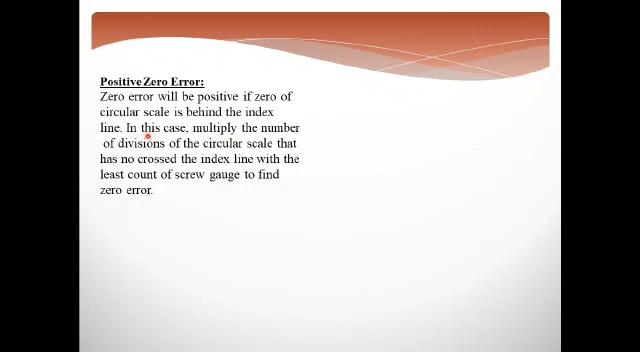 Positive Zero Error:
Zero error will be positive if zero of
circular scale is behind the index
line. In this case, multiply the number
of divisions of the circular scale that
has no crossed the index line with the
least count of screw gauge to find
zero error.